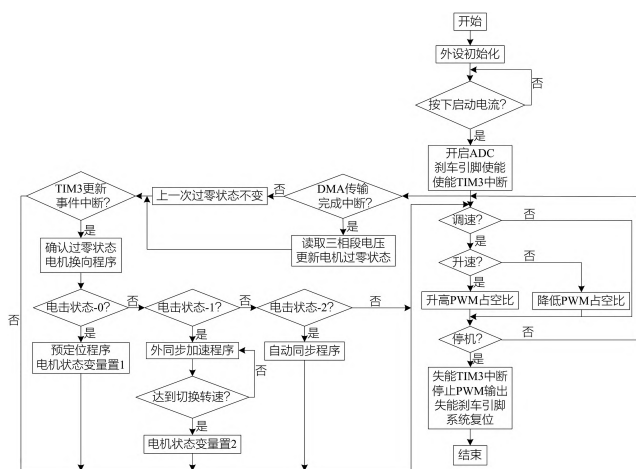 开始
外设初始化
否
按下启动电流?
是
开启ADC
刹车引脚使能
使能TIM3中断
TIM3更新
事件中断?
上一次过零状态不变
否
DMA传输
完成中断?
是
是
读取三相段电压
更新电机过零状态
确认过零状态
电机换向程序
调速?
否
是
升速?
否
是
升高PWM占空比
降低PWM占空比
否
电击状态-0?
否
电击状态-1?
否
电击状态-2?
否
是
是
是
预定位程序
电机状态变量置1
外同步加速程序
自动同步程序
否
达到切换转速?
是
电机状态变量置2
停机?
否
是
失能TIM3中断
停止PWM输出
失能刹车引脚
系统复位
结束